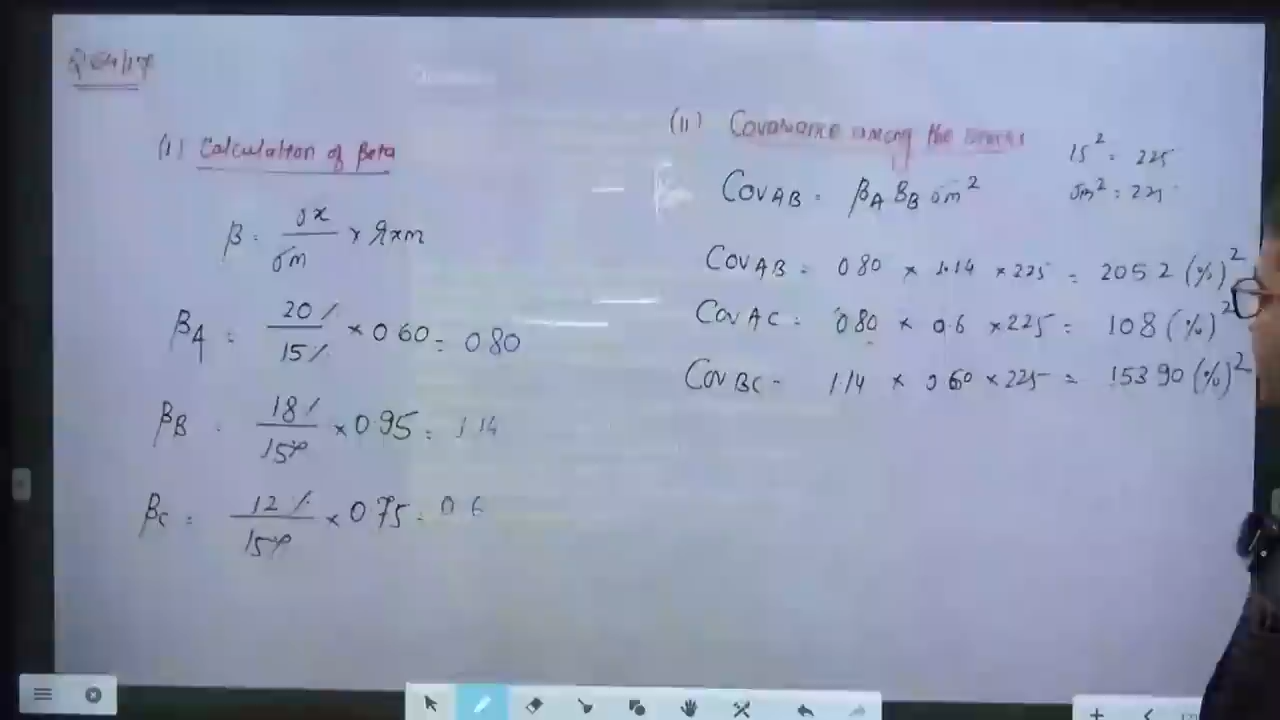 (i) Calculation of Beta
β = σx / σm × rxm
βA = 20% / 15% × 0.60 = 0.80
βB = 18% / 15% × 0.95 = 1.14
βC = 12% / 15% × 0.75 = 0.6
(ii) Covariance among the
15² = 225
CovAB = βA βB σm²
σm² = 225
CovAB = 0.80 × 1.14 × 225 = 205.2 (%)²
CovAC = 0.80 × 0.6 × 225 = 108 (%)²
CovBC = 1.14 × 0.60 × 225 = 153.90 (%)²